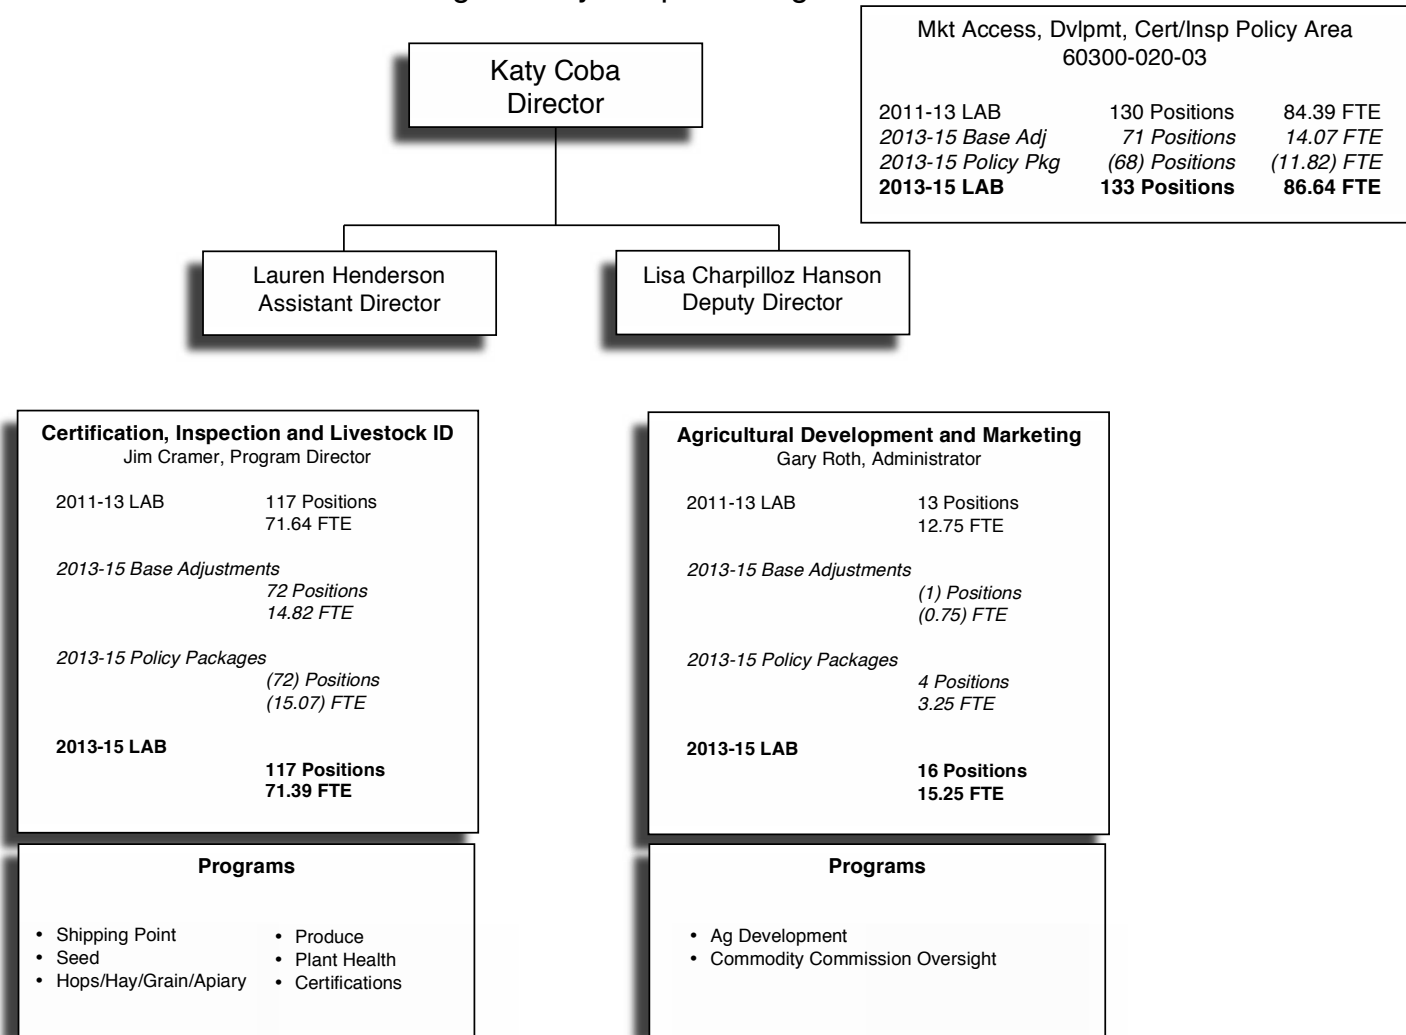 Mkt Access, Dvlpmt, Cert/Insp Policy Area
60300-020-03
2011-13 LAB 130 Positions 84.39 FTE
2013-15 Base Adj 71 Positions 14.07 FTE
2013-15 Policy Pkg (68) Positions (11.82) FTE
2013-15 LAB 133 Positions 86.64 FTE
Katy Coba
Director
Lauren Henderson
Assistant Director
Lisa Charpilloz Hanson
Deputy Director
Certification, Inspection and Livestock ID
Jim Cramer, Program Director
2011-13 LAB 117 Positions
71.64 FTE
2013-15 Base Adjustments
72 Positions
14.82 FTE
2013-15 Policy Packages
(72) Positions
(15.07) FTE
2013-15 LAB
117 Positions
71.39 FTE
Programs
• Shipping Point
• Seed
• Hops/Hay/Grain/Apiary
• Produce
• Plant Health
• Certifications
Agricultural Development and Marketing
Gary Roth, Administrator
2011-13 LAB 13 Positions
12.75 FTE
2013-15 Base Adjustments
(1) Positions
(0.75) FTE
2013-15 Policy Packages
4 Positions
3.25 FTE
2013-15 LAB
16 Positions
15.25 FTE
Programs
• Ag Development
• Commodity Commission Oversight